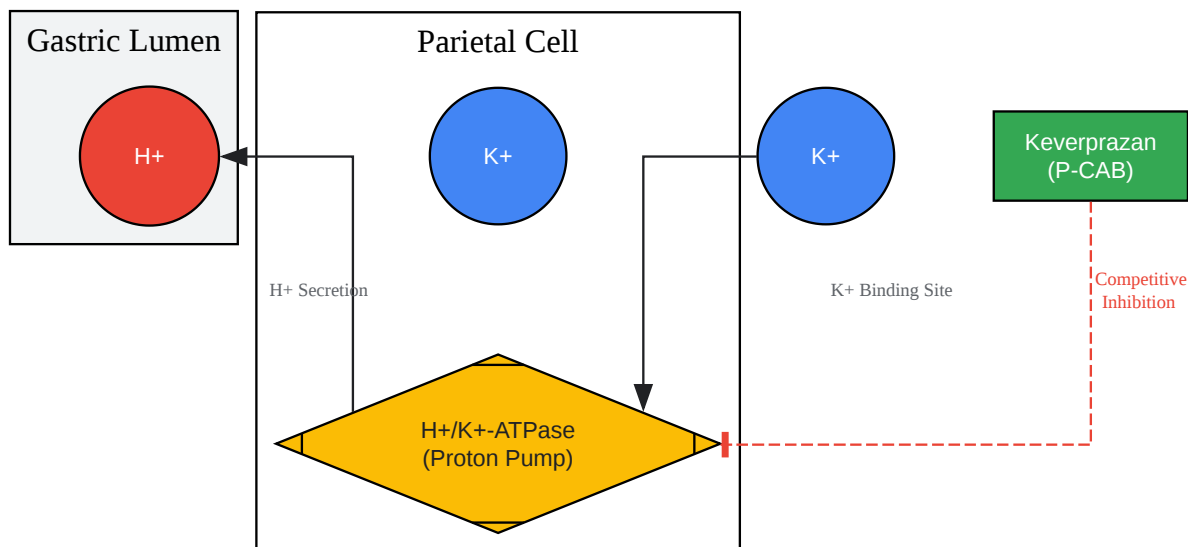 Gastric Lumen
Parietal Cell
H+
K+
K+
Keverprazan
(P-CAB)
H+ Secretion
K+ Binding Site
Competitive
Inhibition
H+/K+-ATPase
(Proton Pump)